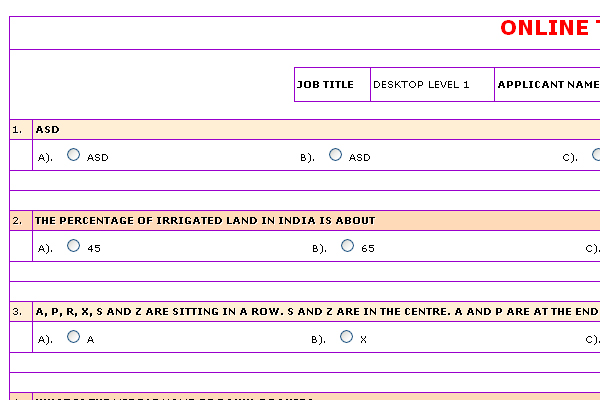 ONLINE
JOB TITLE DESKTOP LEVEL 1 APPLICANT NAME
1. ASD
A). ASD B). ASD C).
2. THE PERCENTAGE OF IRRIGATED LAND IN INDIA IS ABOUT
A). 45 B). 65 C).
3. A, P, R, X, S AND Z ARE SITTING IN A ROW. S AND Z ARE IN THE CENTRE. A AND P ARE AT THE END
A). A B). X C).